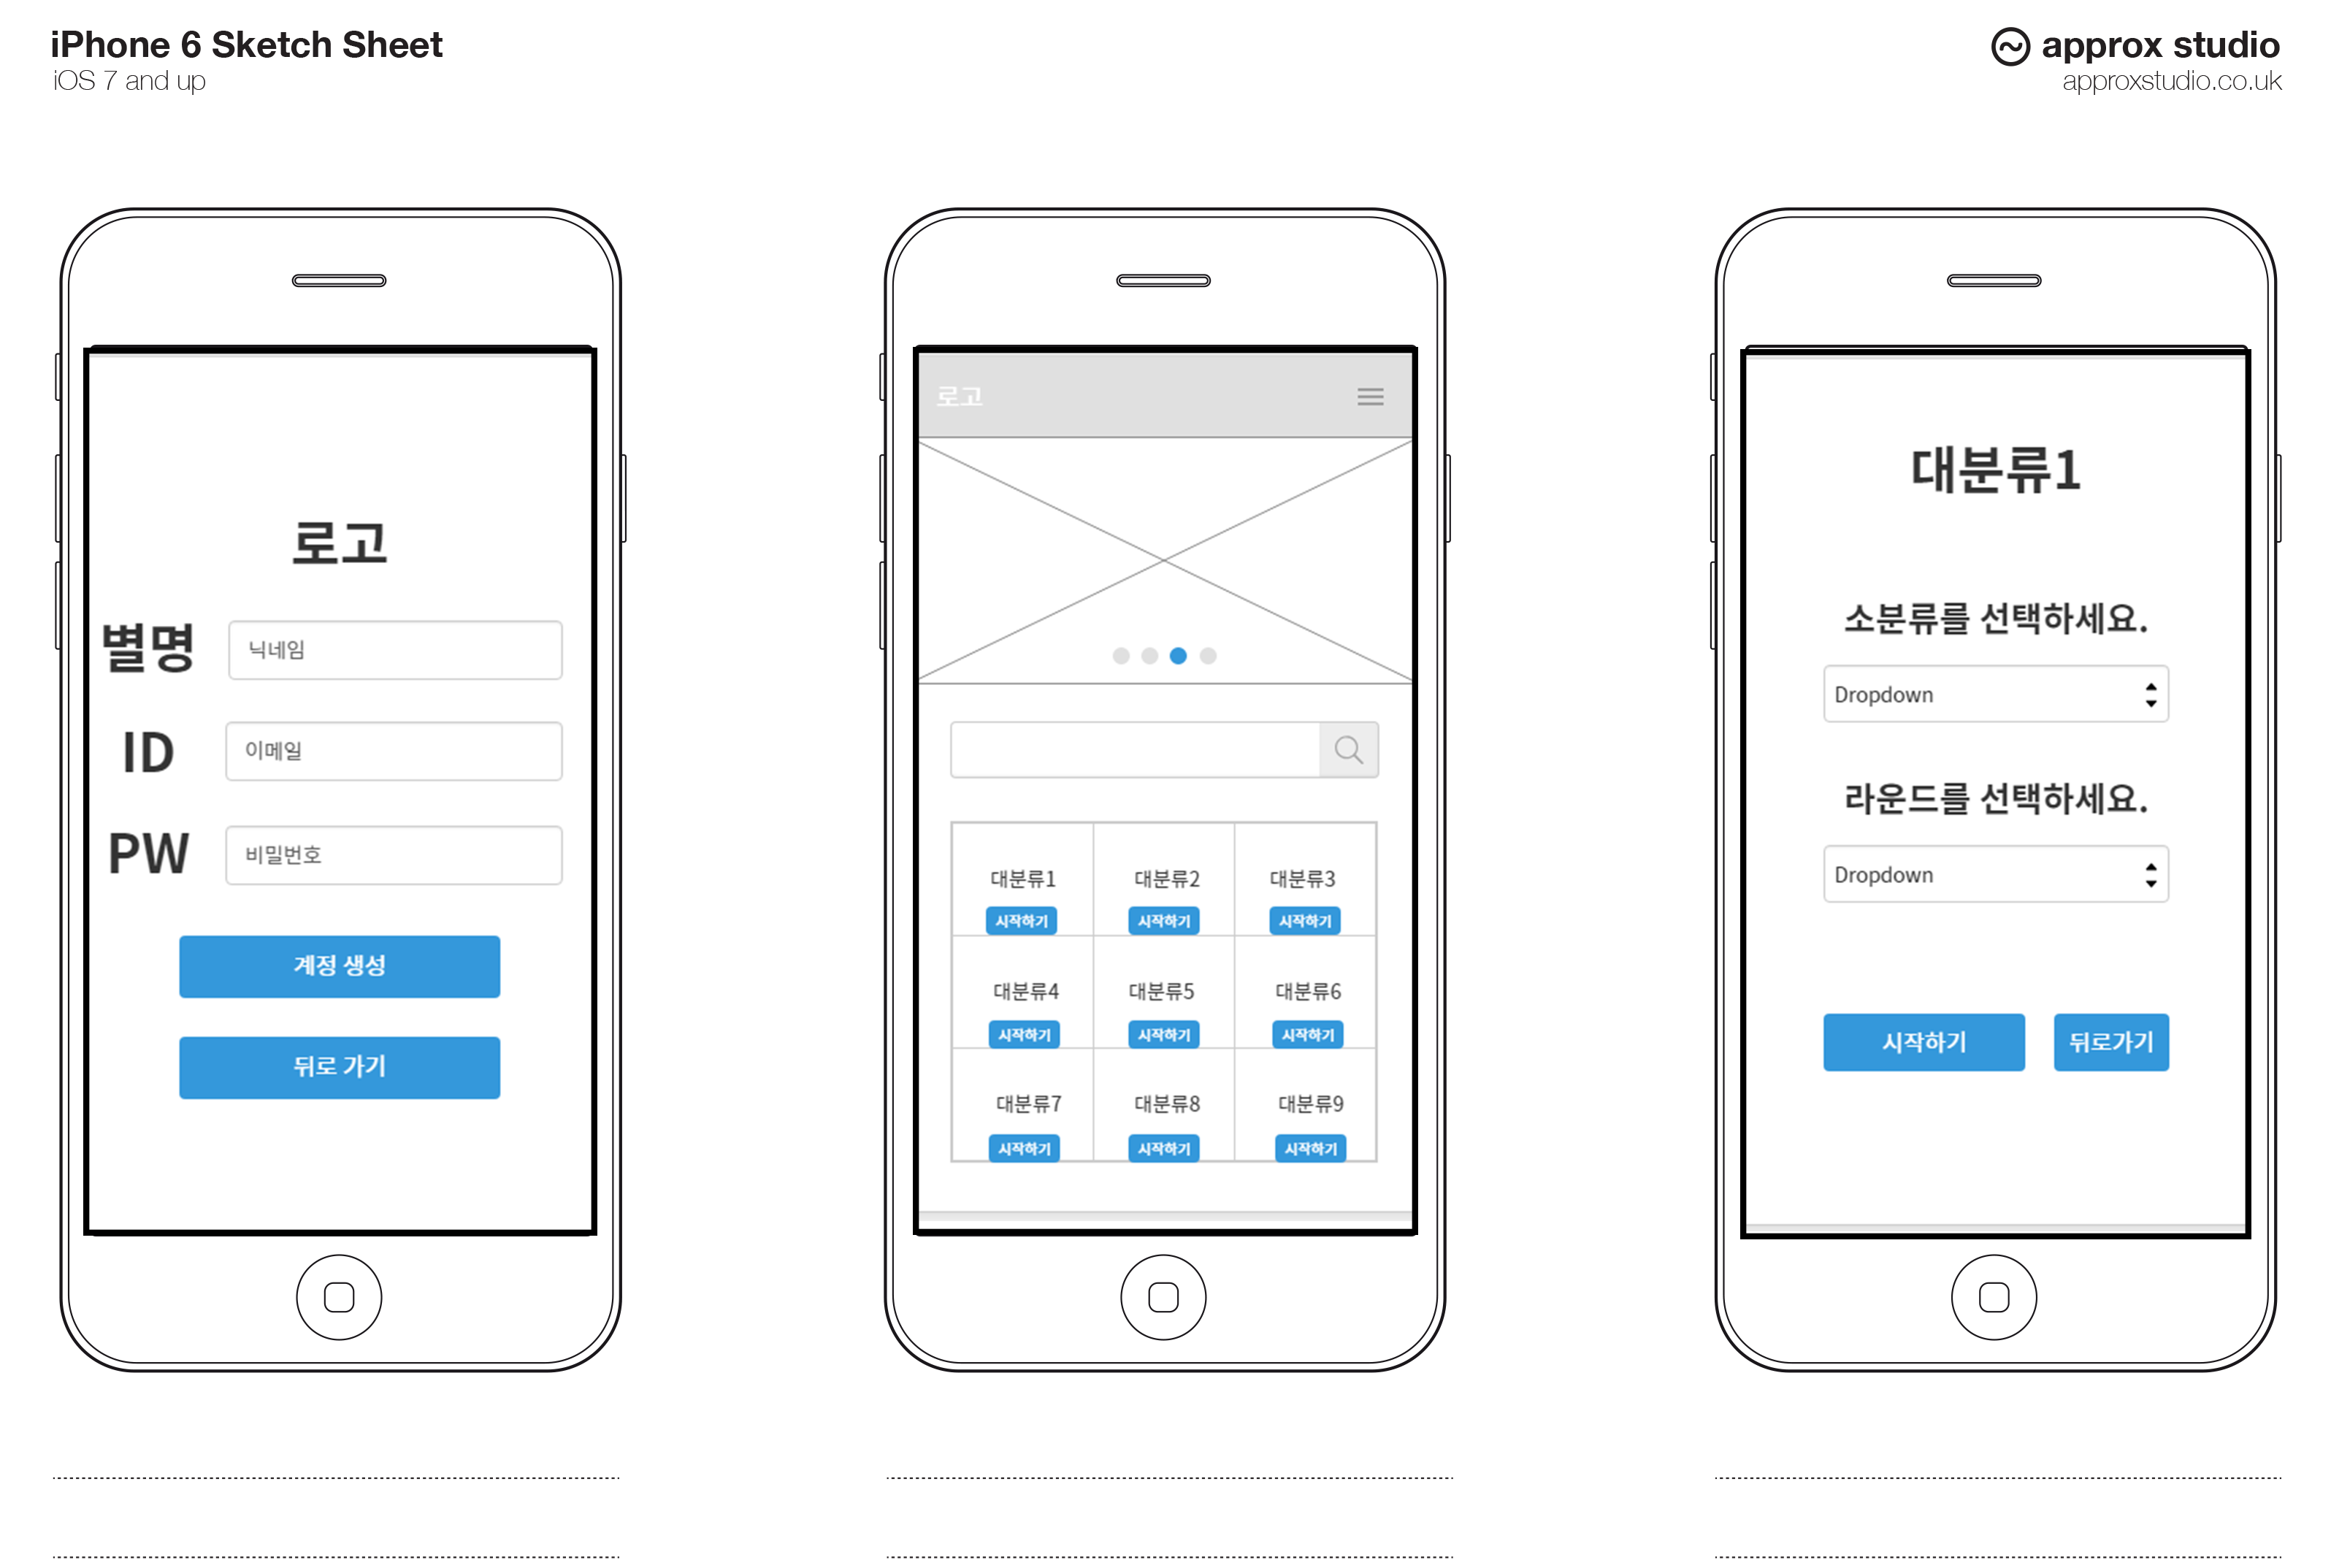 iPhone 6 Sketch Sheet
iOS 7 and up
approx studio
approxstudio.co.uk
로고
별명 닉네임
ID 이메일
PW 비밀번호
계정 생성
뒤로 가기
로고
대분류1 대분류2 대분류3
시작하기 시작하기 시작하기
대분류4 대분류5 대분류6
시작하기 시작하기 시작하기
대분류7 대분류8 대분류9
시작하기 시작하기 시작하기
대분류1
소분류를 선택하세요.
Dropdown
라운드를 선택하세요.
Dropdown
시작하기 뒤로가기